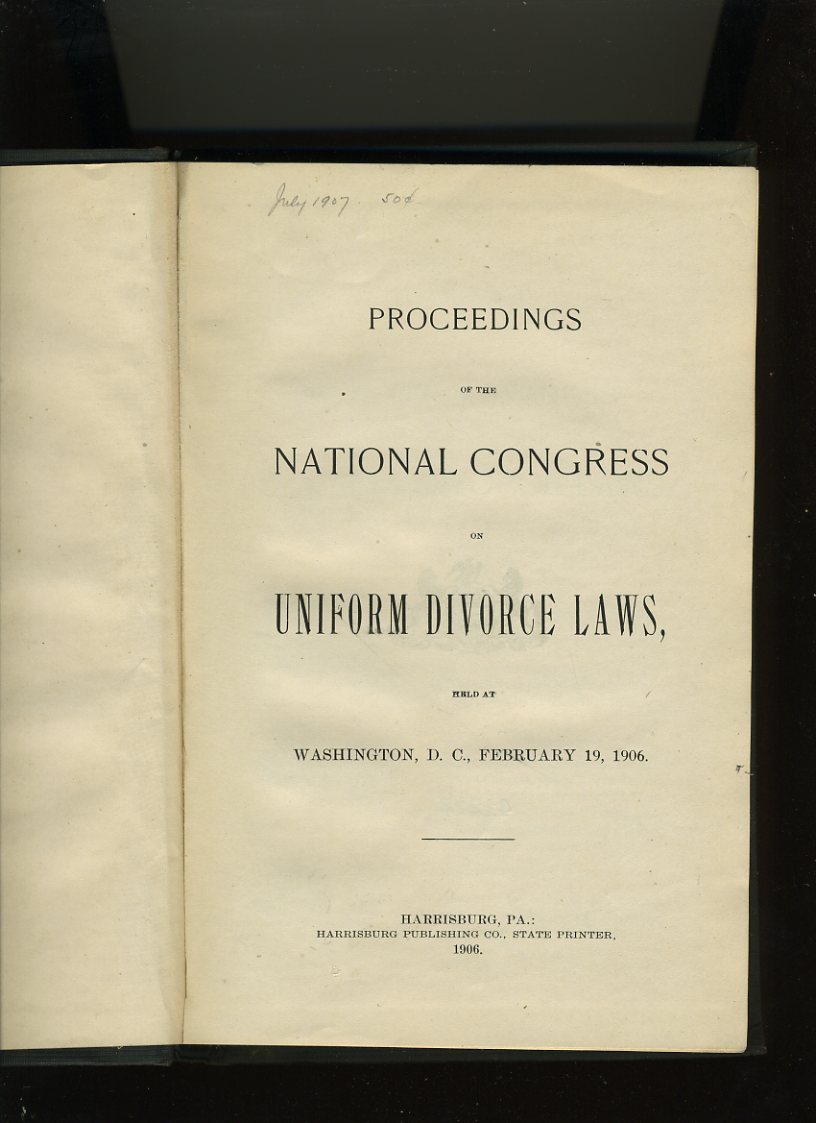 July 1907. 50¢
PROCEEDINGS
OF THE
NATIONAL CONGRESS
ON
UNIFORM DIVORCE LAWS,
HELD AT
WASHINGTON, D. C., FEBRUARY 19, 1906.
HARRISBURG, PA.:
HARRISBURG PUBLISHING CO., STATE PRINTER,
1906.